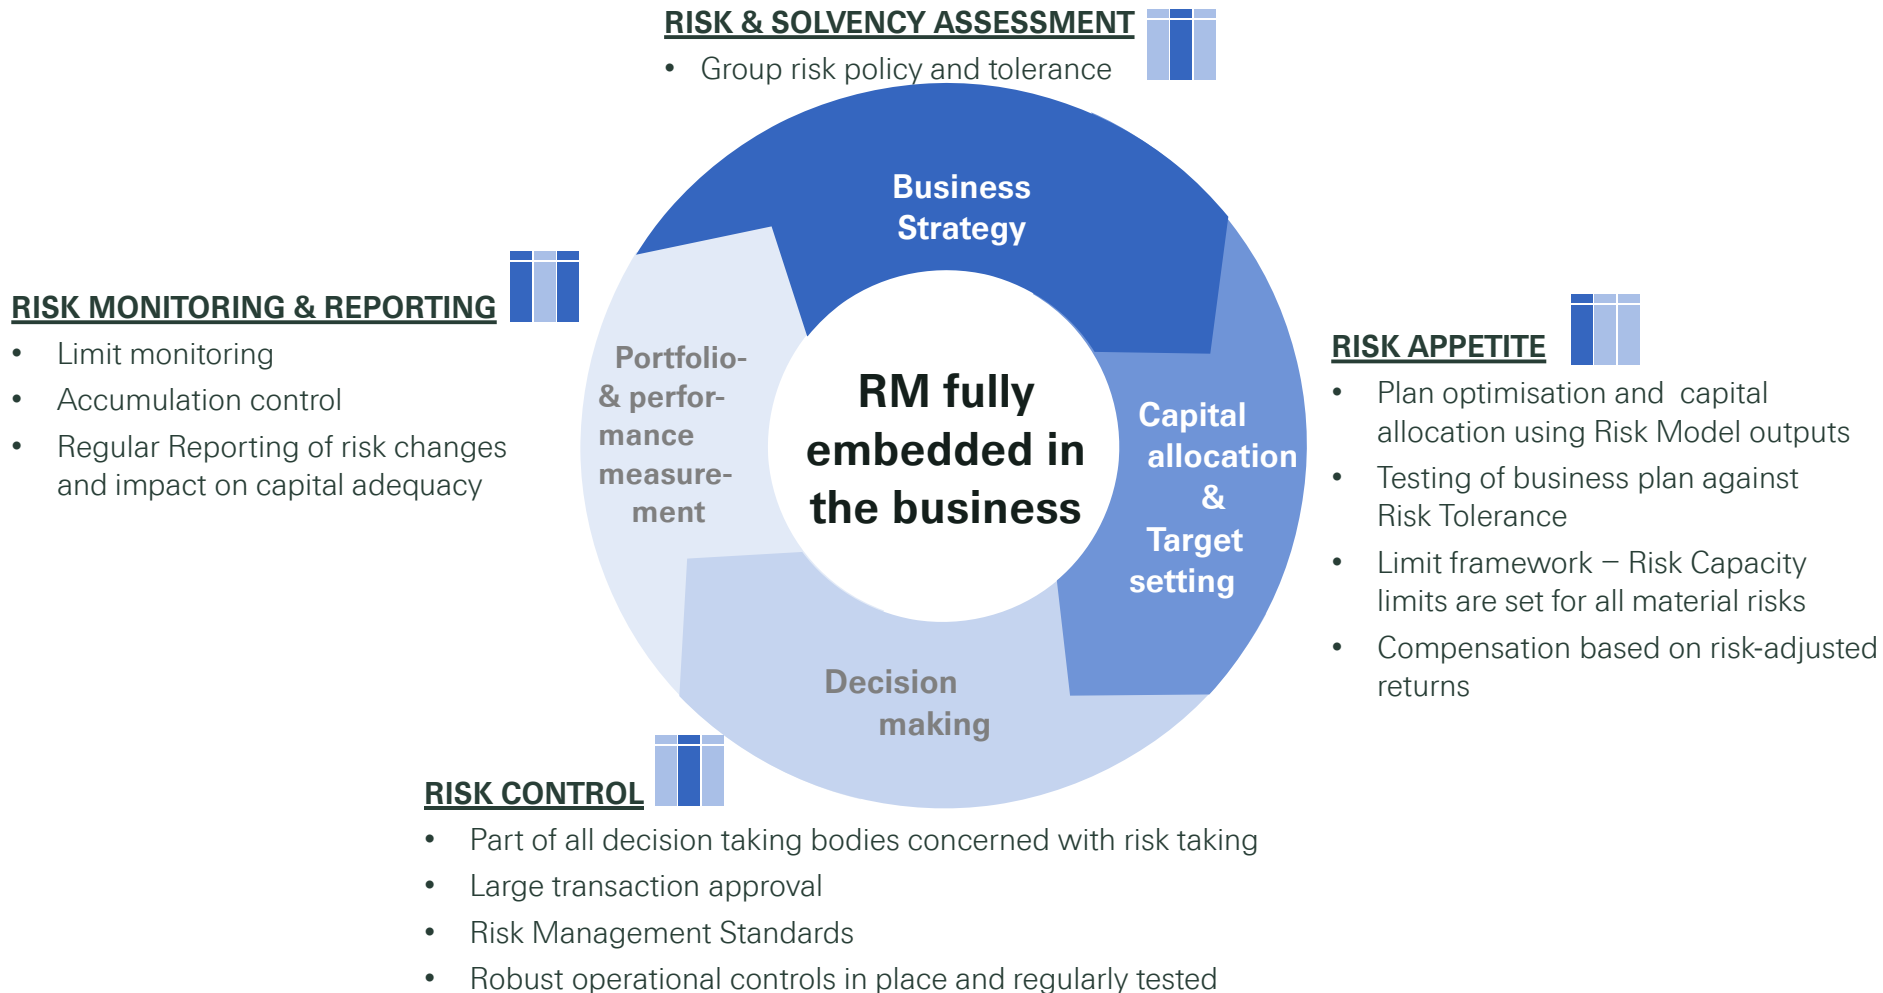 RISK & SOLVENCY ASSESSMENT
• Group risk policy and tolerance
Business
Strategy
RISK MONITORING & REPORTING
• Limit monitoring
• Accumulation control
• Regular Reporting of risk changes
and impact on capital adequacy
Portfolio-
& perfor-
mance
measure-
ment
RM fully
embedded in
the business
Capital
allocation
&
Target
setting
RISK APPETITE
• Plan optimisation and capital
allocation using Risk Model outputs
• Testing of business plan against
Risk Tolerance
• Limit framework – Risk Capacity
limits are set for all material risks
• Compensation based on risk-adjusted
returns
Decision
making
RISK CONTROL
• Part of all decision taking bodies concerned with risk taking
• Large transaction approval
• Risk Management Standards
• Robust operational controls in place and regularly tested